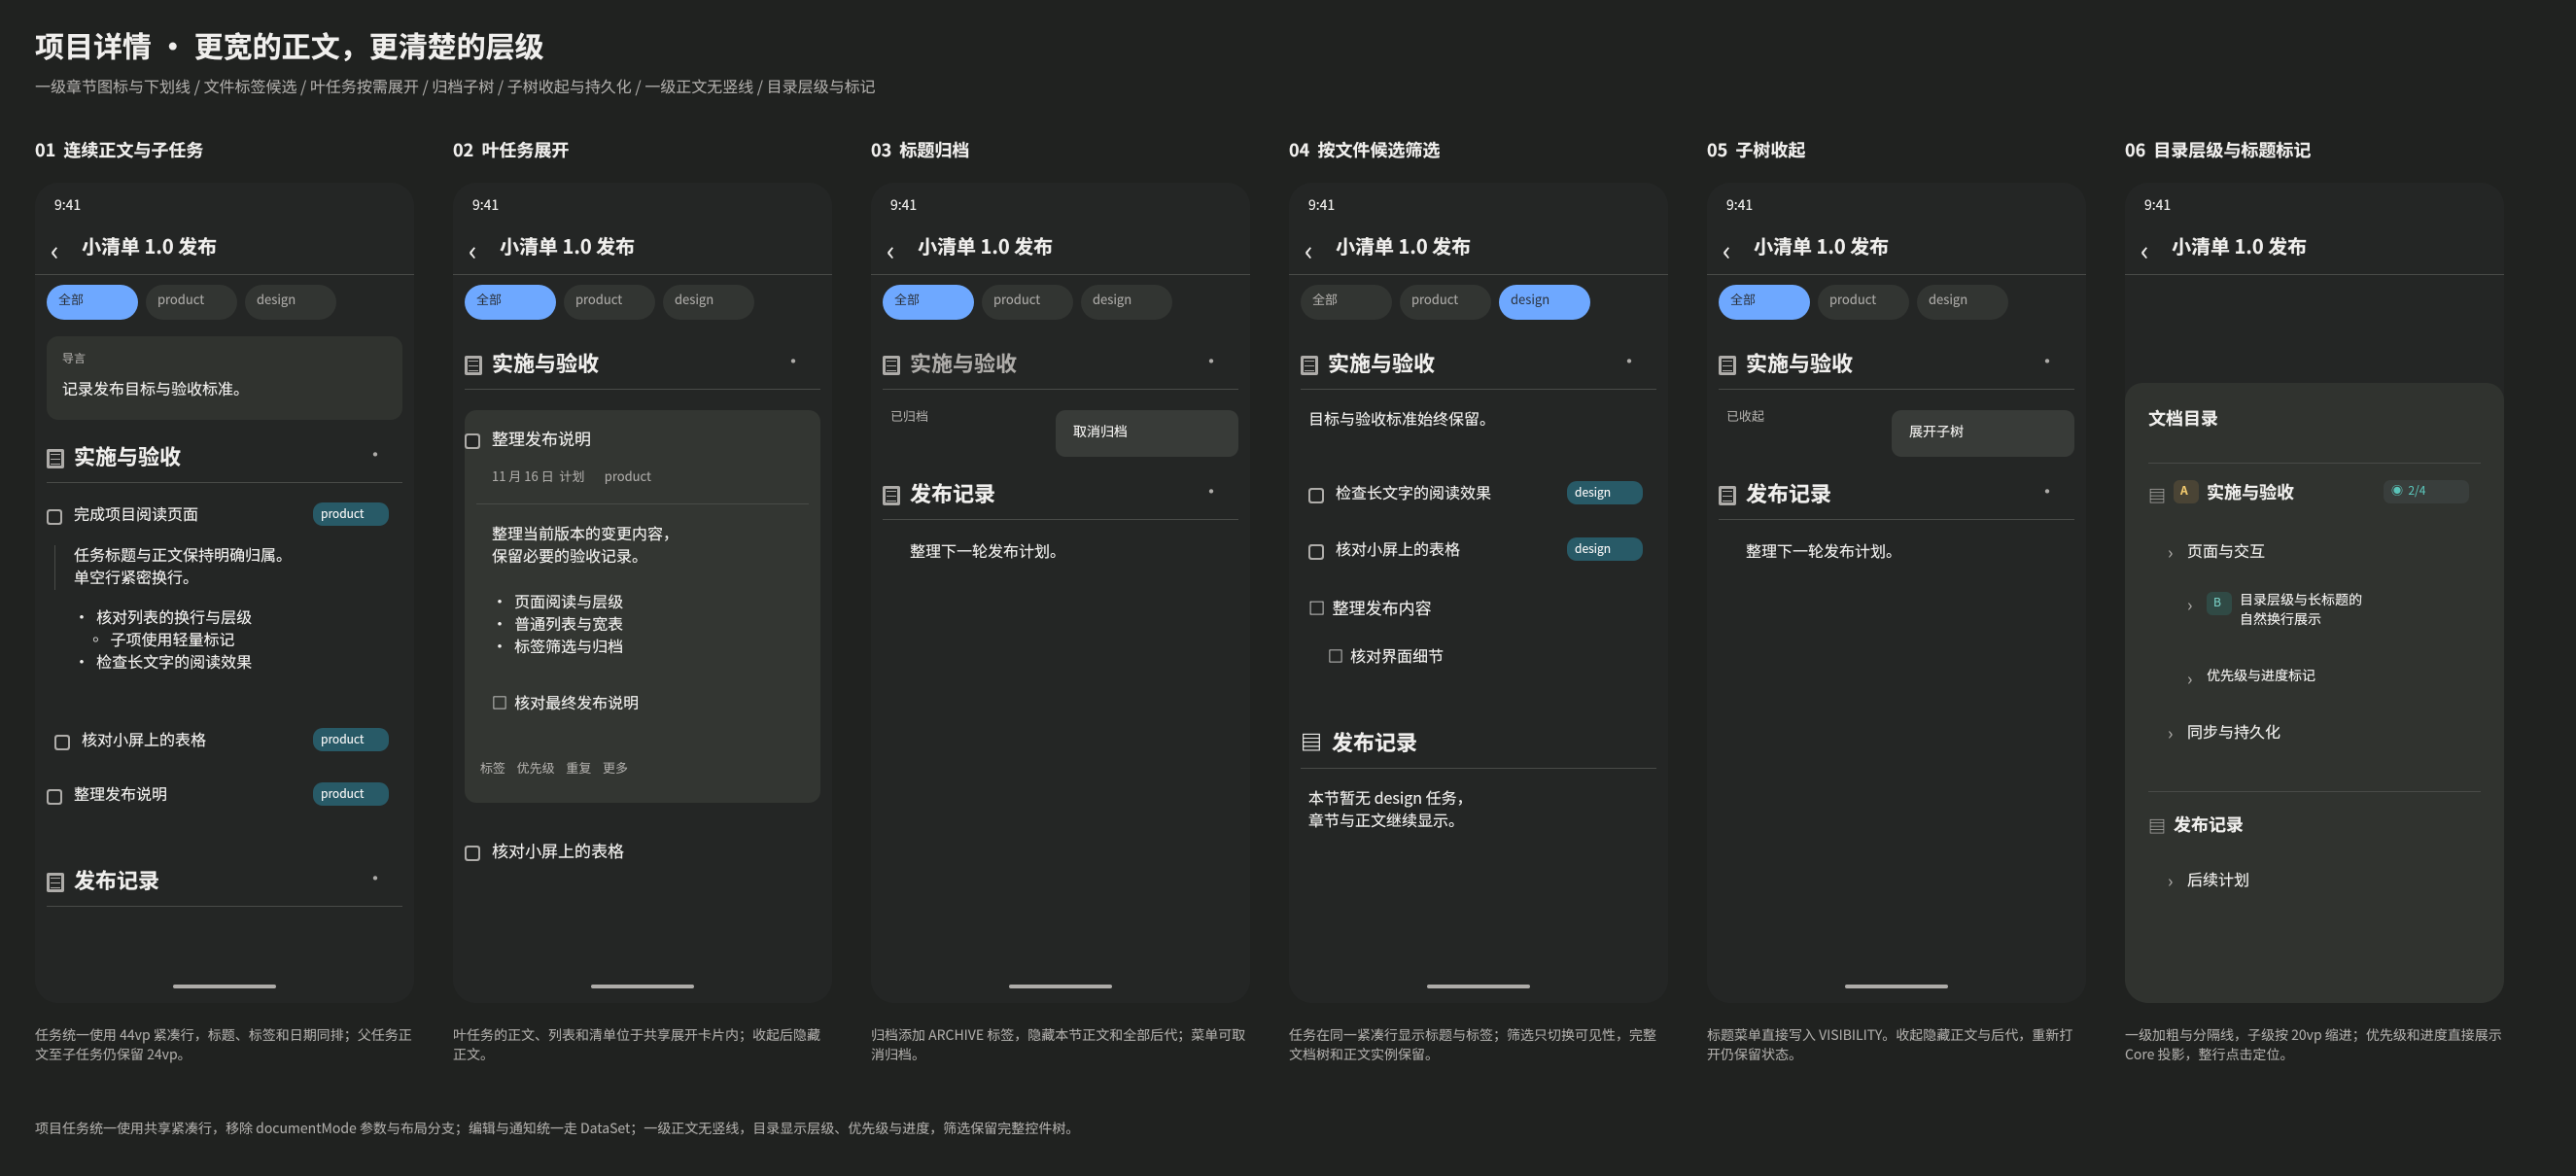 项目详情 · 更宽的正文，更清楚的层级
一级章节图标与下划线 / 文件标签候选 / 叶任务按需展开 / 归档子树 / 子树收起与持久化 / 一级正文无竖线 / 目录层级与标记
01 连续正文与子任务
9:41
‹ 小清单 1.0 发布
全部 product design
导言
记录发布目标与验收标准。
实施与验收
完成项目阅读页面 product
任务标题与正文保持明确归属。
单空行紧密换行。
• 核对列表的换行与层级
◦ 子项使用轻量标记
• 检查长文字的阅读效果
核对小屏上的表格 product
整理发布说明 product
发布记录
任务统一使用 44vp 紧凑行，标题、标签和日期同排；父任务正
文至子任务仍保留 24vp。
02 叶任务展开
9:41
‹ 小清单 1.0 发布
全部 product design
实施与验收
整理发布说明
11 月 16 日 计划 product
整理当前版本的变更内容，
保留必要的验收记录。
• 页面阅读与层级
• 普通列表与宽表
• 标签筛选与归档
☐ 核对最终发布说明
标签 优先级 重复 更多
核对小屏上的表格
叶任务的正文、列表和清单位于共享展开卡片内；收起后隐藏
正文。
03 标题归档
9:41
‹ 小清单 1.0 发布
全部 product design
实施与验收
已归档 取消归档
发布记录
整理下一轮发布计划。
归档添加 ARCHIVE 标签，隐藏本节正文和全部后代；菜单可取
消归档。
04 按文件候选筛选
9:41
‹ 小清单 1.0 发布
全部 product design
实施与验收
目标与验收标准始终保留。
检查长文字的阅读效果 design
核对小屏上的表格 design
☐ 整理发布内容
☐ 核对界面细节
▤ 发布记录
本节暂无 design 任务，
章节与正文继续显示。
任务在同一紧凑行显示标题与标签；筛选只切换可见性，完整
文档树和正文实例保留。
05 子树收起
9:41
‹ 小清单 1.0 发布
全部 product design
实施与验收
已收起 展开子树
发布记录
整理下一轮发布计划。
标题菜单直接写入 VISIBILITY。收起隐藏正文与后代，重新打
开仍保留状态。
06 目录层级与标题标记
9:41
‹ 小清单 1.0 发布
文档目录
▤ A 实施与验收 ◉ 2/4
› 页面与交互
› B 目录层级与长标题的
自然换行展示
› 优先级与进度标记
› 同步与持久化
▤ 发布记录
› 后续计划
一级加粗与分隔线，子级按 20vp 缩进；优先级和进度直接展示
Core 投影，整行点击定位。
项目任务统一使用共享紧凑行，移除 documentMode 参数与布局分支；编辑与通知统一走 DataSet；一级正文无竖线，目录显示层级、优先级与进度，筛选保留完整控件树。